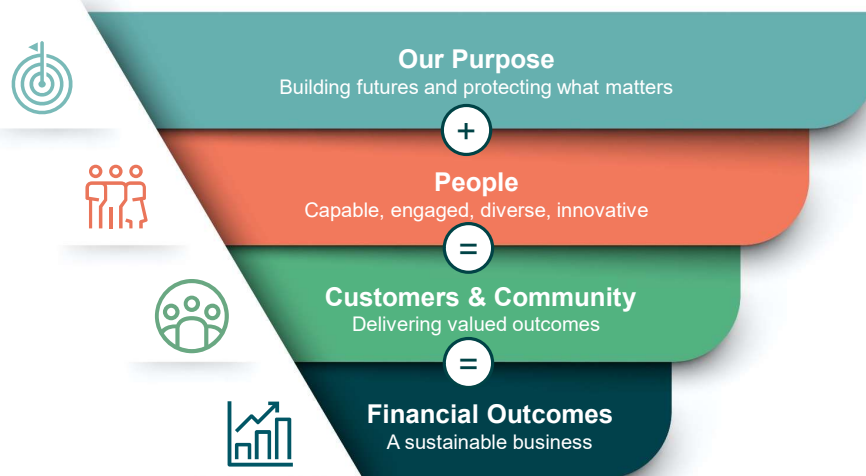 Our Purpose
Building futures and protecting what matters
+
People
Capable, engaged, diverse, innovative
=
Customers & Community
Delivering valued outcomes
=
Financial Outcomes
A sustainable business